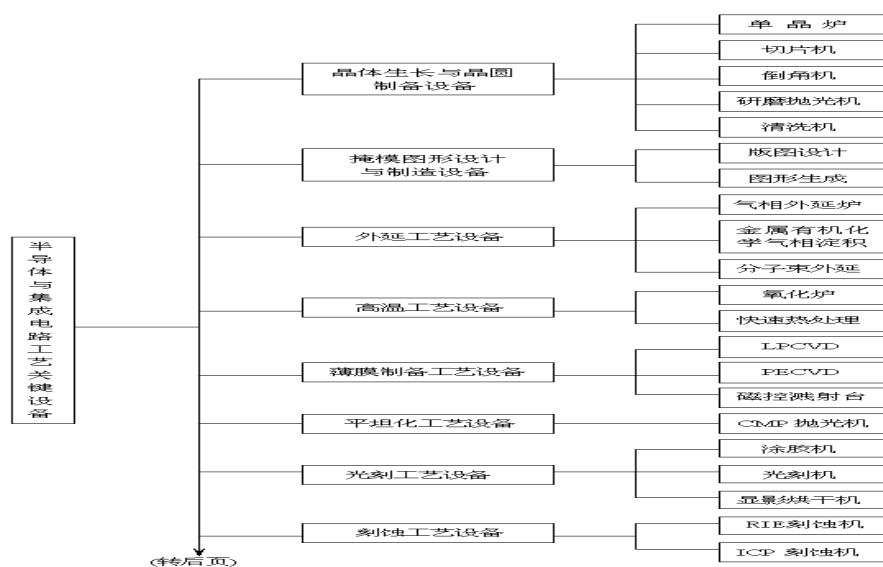 半导体与集成电路工艺关键设备
晶体生长与晶圆
制备设备
单晶炉
切片机
倒角机
研磨抛光机
清洗机
掩模图形设计
与制造设备
版图设计
图形生成
外延工艺设备
气相外延炉
金属有机化
学气相淀积
分子束外延
高温工艺设备
氧化炉
快速热处理
薄膜制备工艺设备
LPCVD
PECVD
磁控溅射台
平坦化工艺设备
CMP 抛光机
光刻工艺设备
涂胶机
光刻机
显影烘干机
刻蚀工艺设备
RIE刻蚀机
ICP 刻蚀机
(转后页)